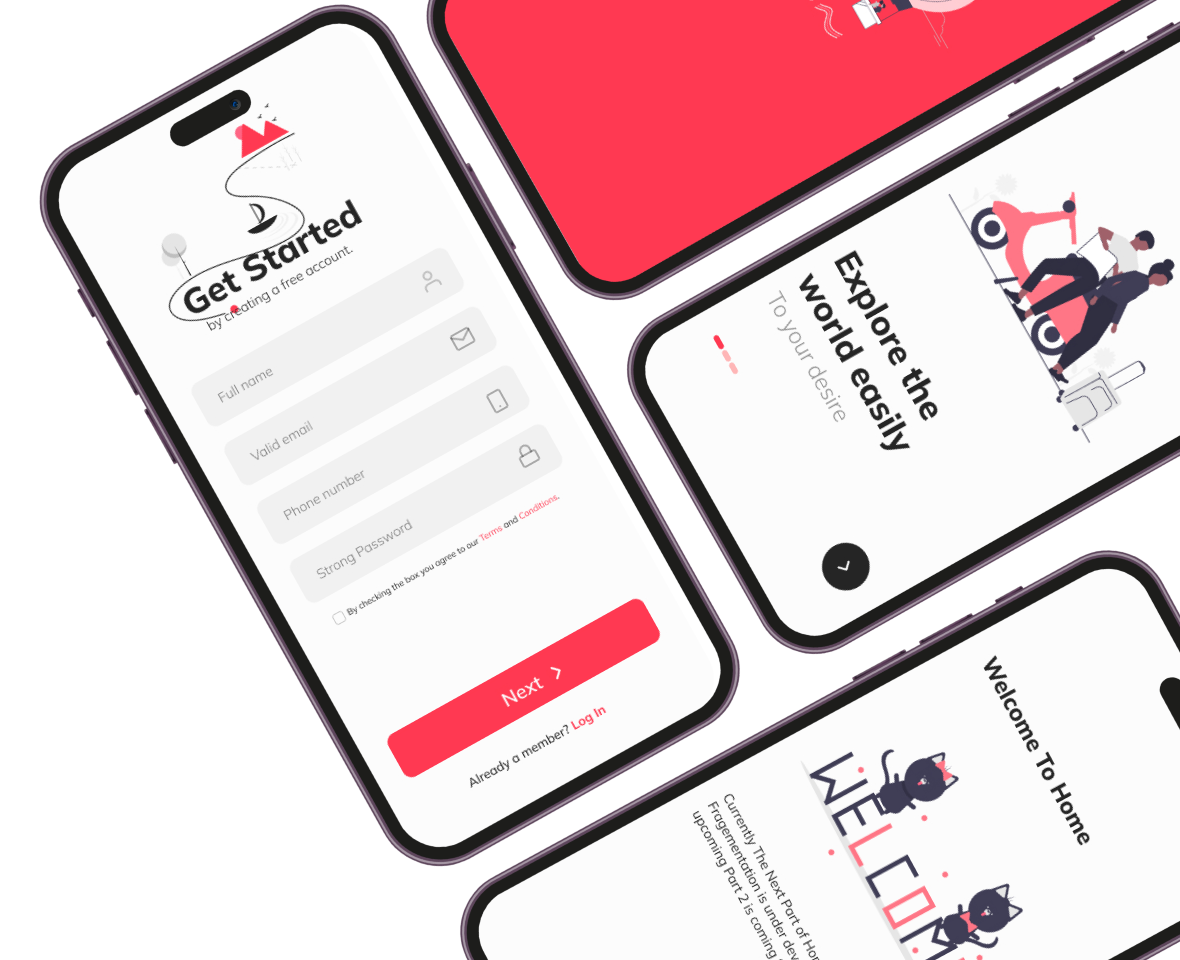 Get Started
by creating a free account.
Full name
Valid email
Phone number
Strong Password
By checking the box you agree to our Terms and Conditions.
Next
Already a member? Log In
Explore the
world easily
To your desire
Welcome To Home
WELCOM
Currently The Next Part of
Fragementation is under
upcoming Part 2 is coming